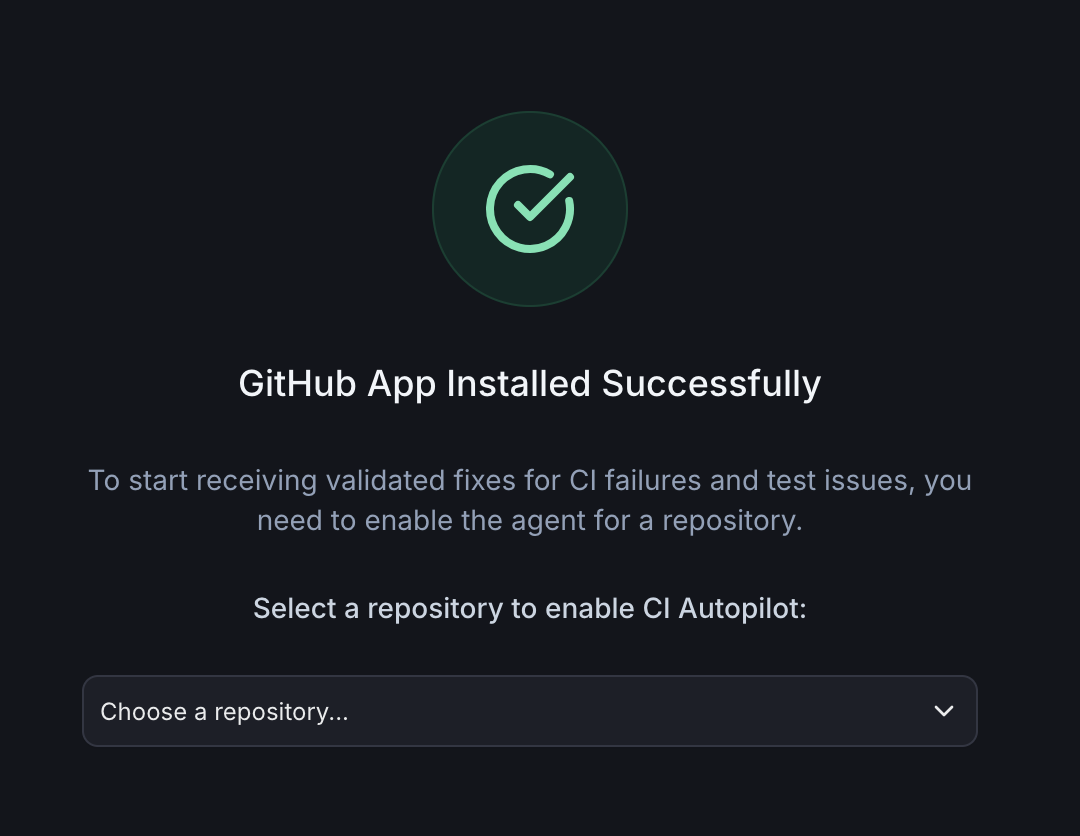 GitHub App Installed Successfully
To start receiving validated fixes for CI failures and test issues, you
need to enable the agent for a repository.
Select a repository to enable CI Autopilot:
Choose a repository...